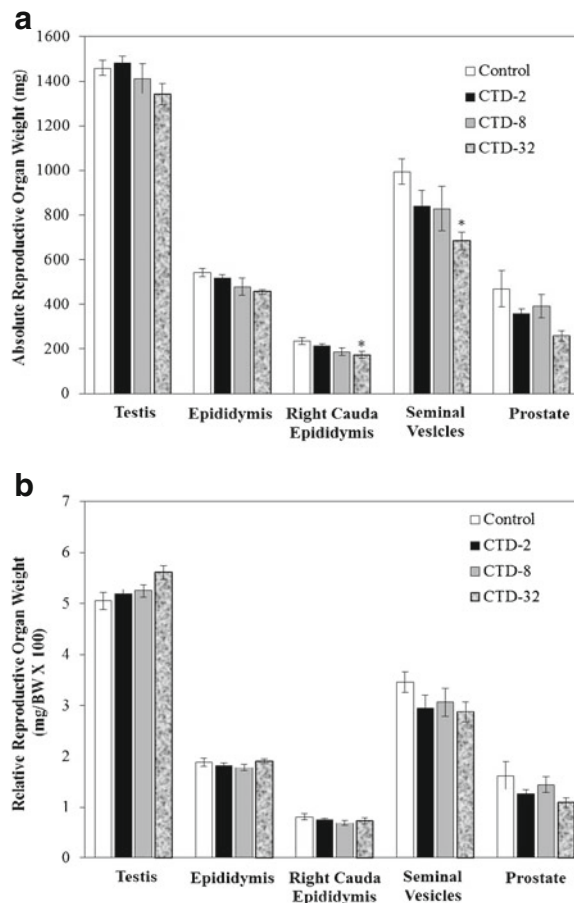 a
1600
1400
1200
1000
800
600
400
200
0
Absolute Reproductive Organ Weight (mg)
Control
CTD-2
CTD-8
CTD-32
*
*
Testis
Epididymis
Right Cauda
Epididymis
Seminal
Vesicles
Prostate
b
7
6
5
4
3
2
1
0
Relative Reproductive Organ Weight
(mg/BW X 100)
Control
CTD-2
CTD-8
CTD-32
Testis
Epididymis
Right Cauda
Epididymis
Seminal
Vesicles
Prostate